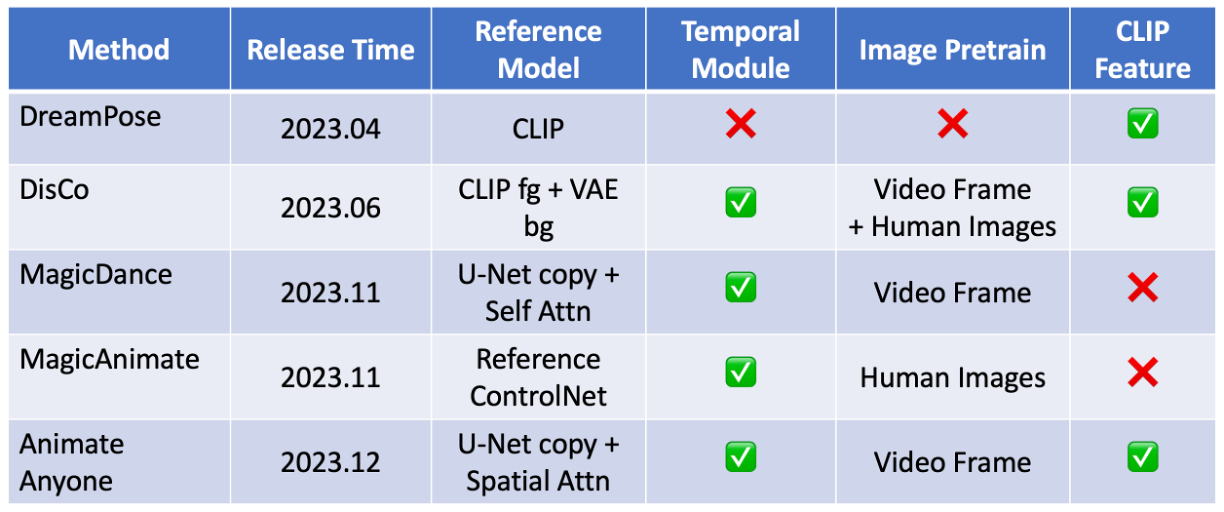 Method Release Time Reference Model Temporal Module Image Pretrain CLIP Feature
DreamPose 2023.04 CLIP ❌ ❌ ✅
DisCo 2023.06 CLIP fg + VAE bg ✅ Video Frame + Human Images ✅
MagicDance 2023.11 U-Net copy + Self Attn ✅ Video Frame ❌
MagicAnimate 2023.11 Reference ControlNet ✅ Human Images ❌
Animate Anyone 2023.12 U-Net copy + Spatial Attn ✅ Video Frame ✅